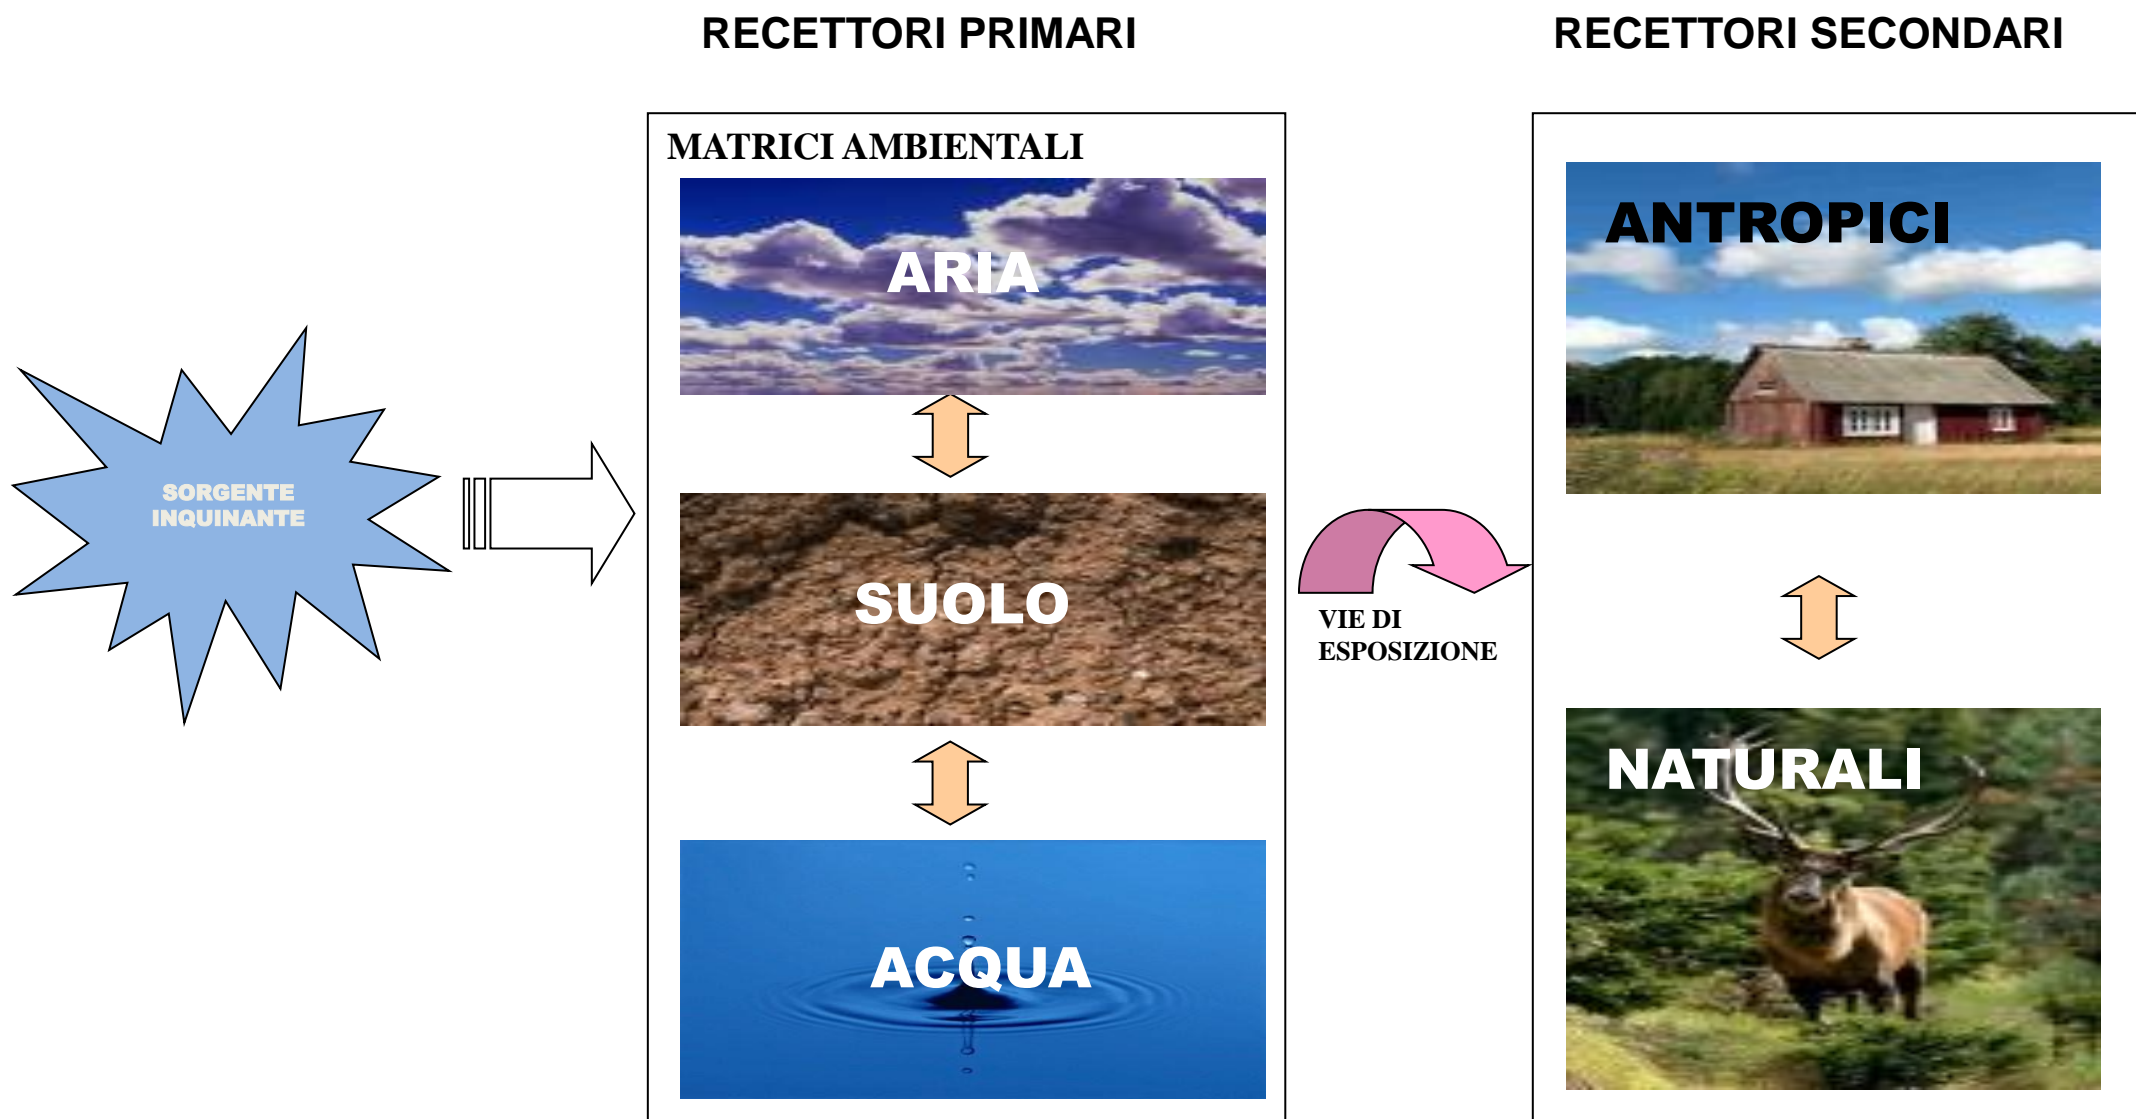 RECETTORI PRIMARI
RECETTORI SECONDARI
SORGENTE
INQUINANTE
MATRICI AMBIENTALI
ARIA
SUOLO
ACQUA
VIE DI
ESPOSIZIONE
ANTROPICI
NATURALI